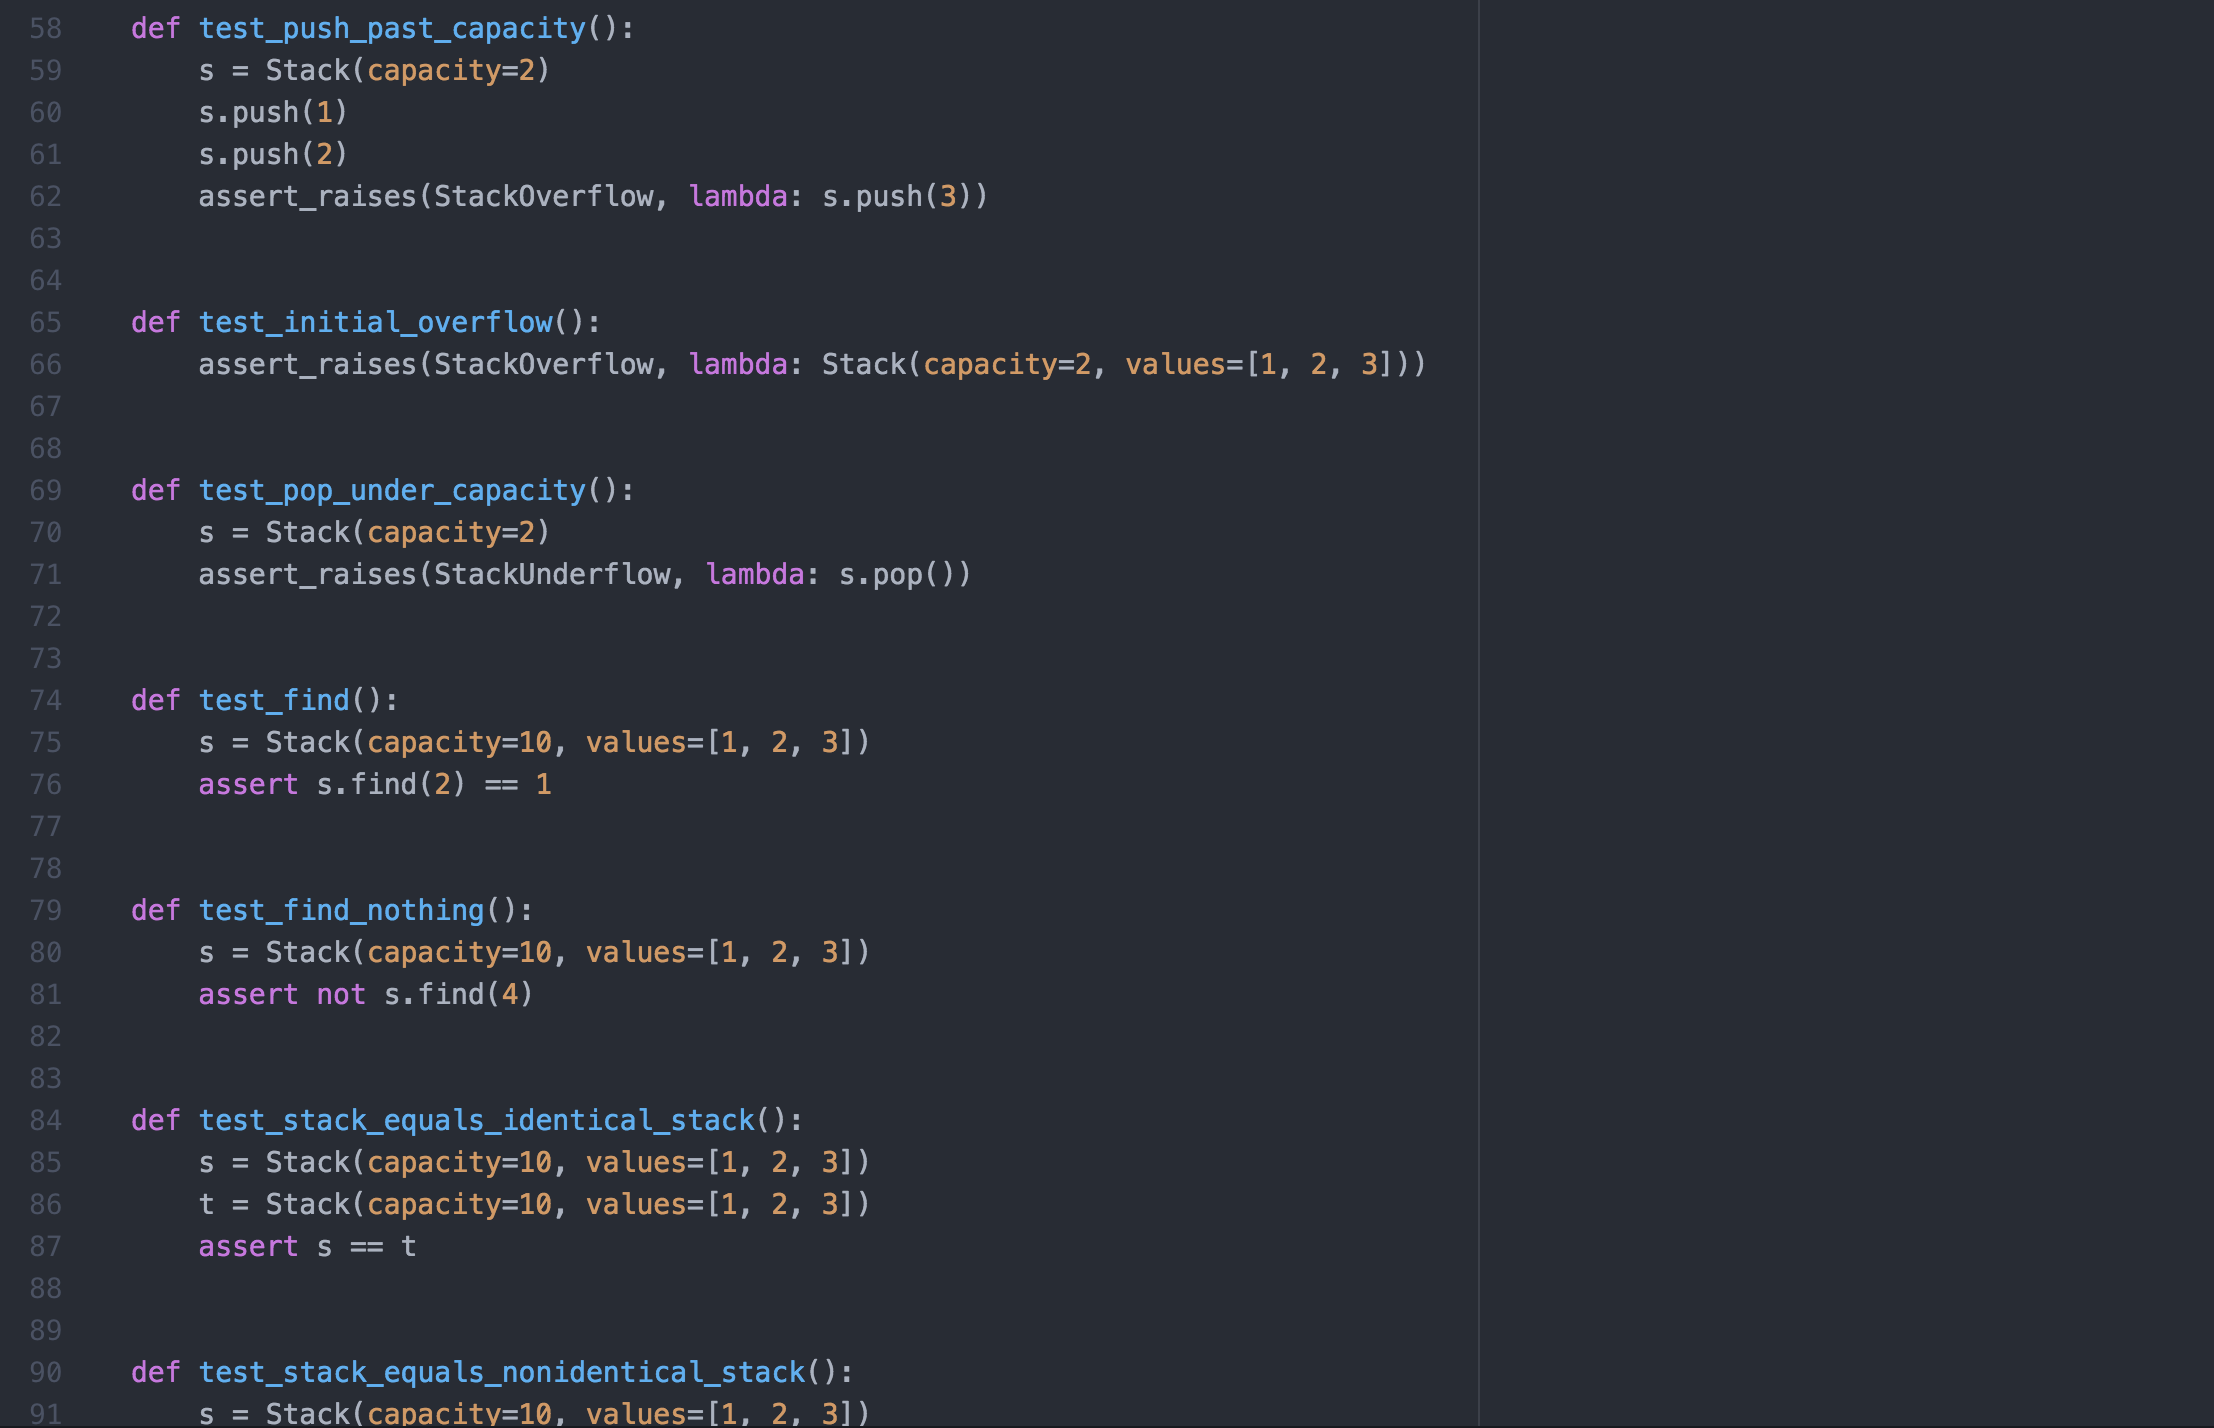 58 def test_push_past_capacity():
59 s = Stack(capacity=2)
60 s.push(1)
61 s.push(2)
62 assert_raises(StackOverflow, lambda: s.push(3))
63
64
65 def test_initial_overflow():
66 assert_raises(StackOverflow, lambda: Stack(capacity=2, values=[1, 2, 3]))
67
68
69 def test_pop_under_capacity():
70 s = Stack(capacity=2)
71 assert_raises(StackUnderflow, lambda: s.pop())
72
73
74 def test_find():
75 s = Stack(capacity=10, values=[1, 2, 3])
76 assert s.find(2) == 1
77
78
79 def test_find_nothing():
80 s = Stack(capacity=10, values=[1, 2, 3])
81 assert not s.find(4)
82
83
84 def test_stack_equals_identical_stack():
85 s = Stack(capacity=10, values=[1, 2, 3])
86 t = Stack(capacity=10, values=[1, 2, 3])
87 assert s == t
88
89
90 def test_stack_equals_nonidentical_stack():
91 s = Stack(capacity=10, values=[1, 2, 3])